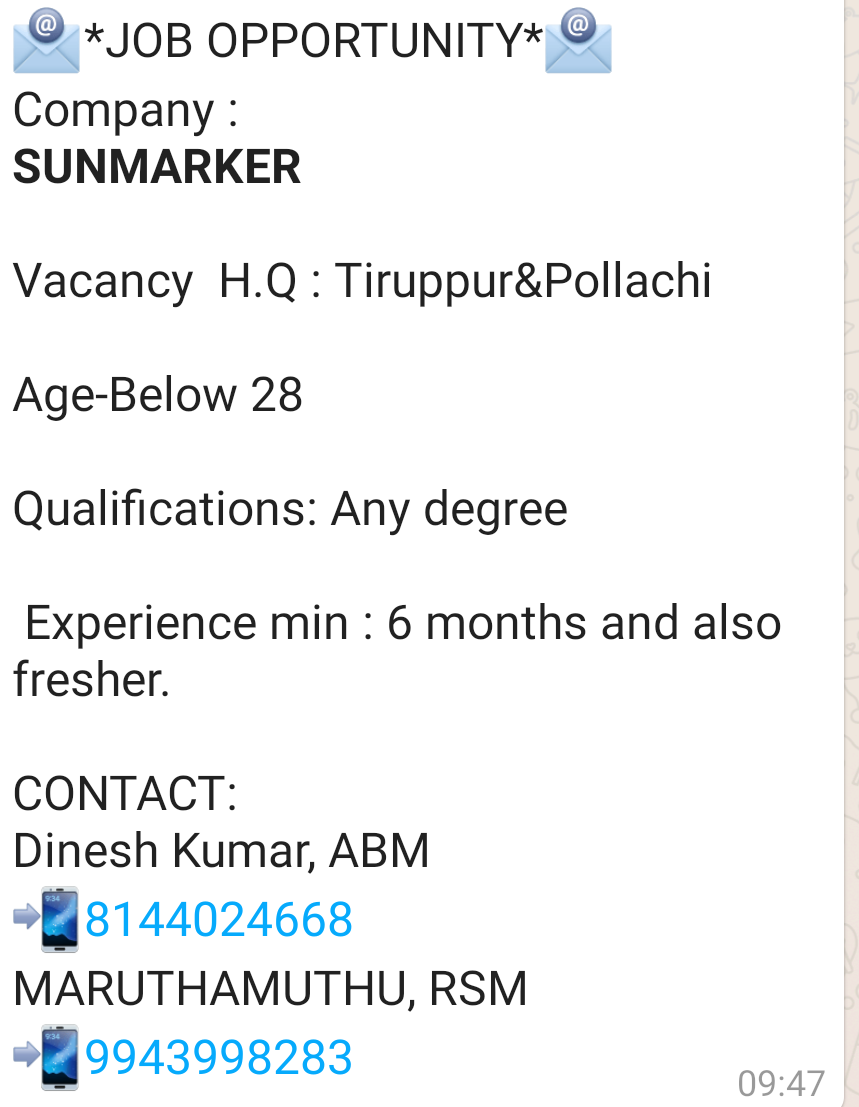 📧*JOB OPPORTUNITY*📧
Company :
SUNMARKER
Vacancy  H.Q : Tiruppur&Pollachi
Age-Below 28
Qualifications: Any degree
Experience min : 6 months and also
fresher.
CONTACT:
Dinesh Kumar, ABM
📲8144024668
MARUTHAMUTHU, RSM
📲9943998283
09:47